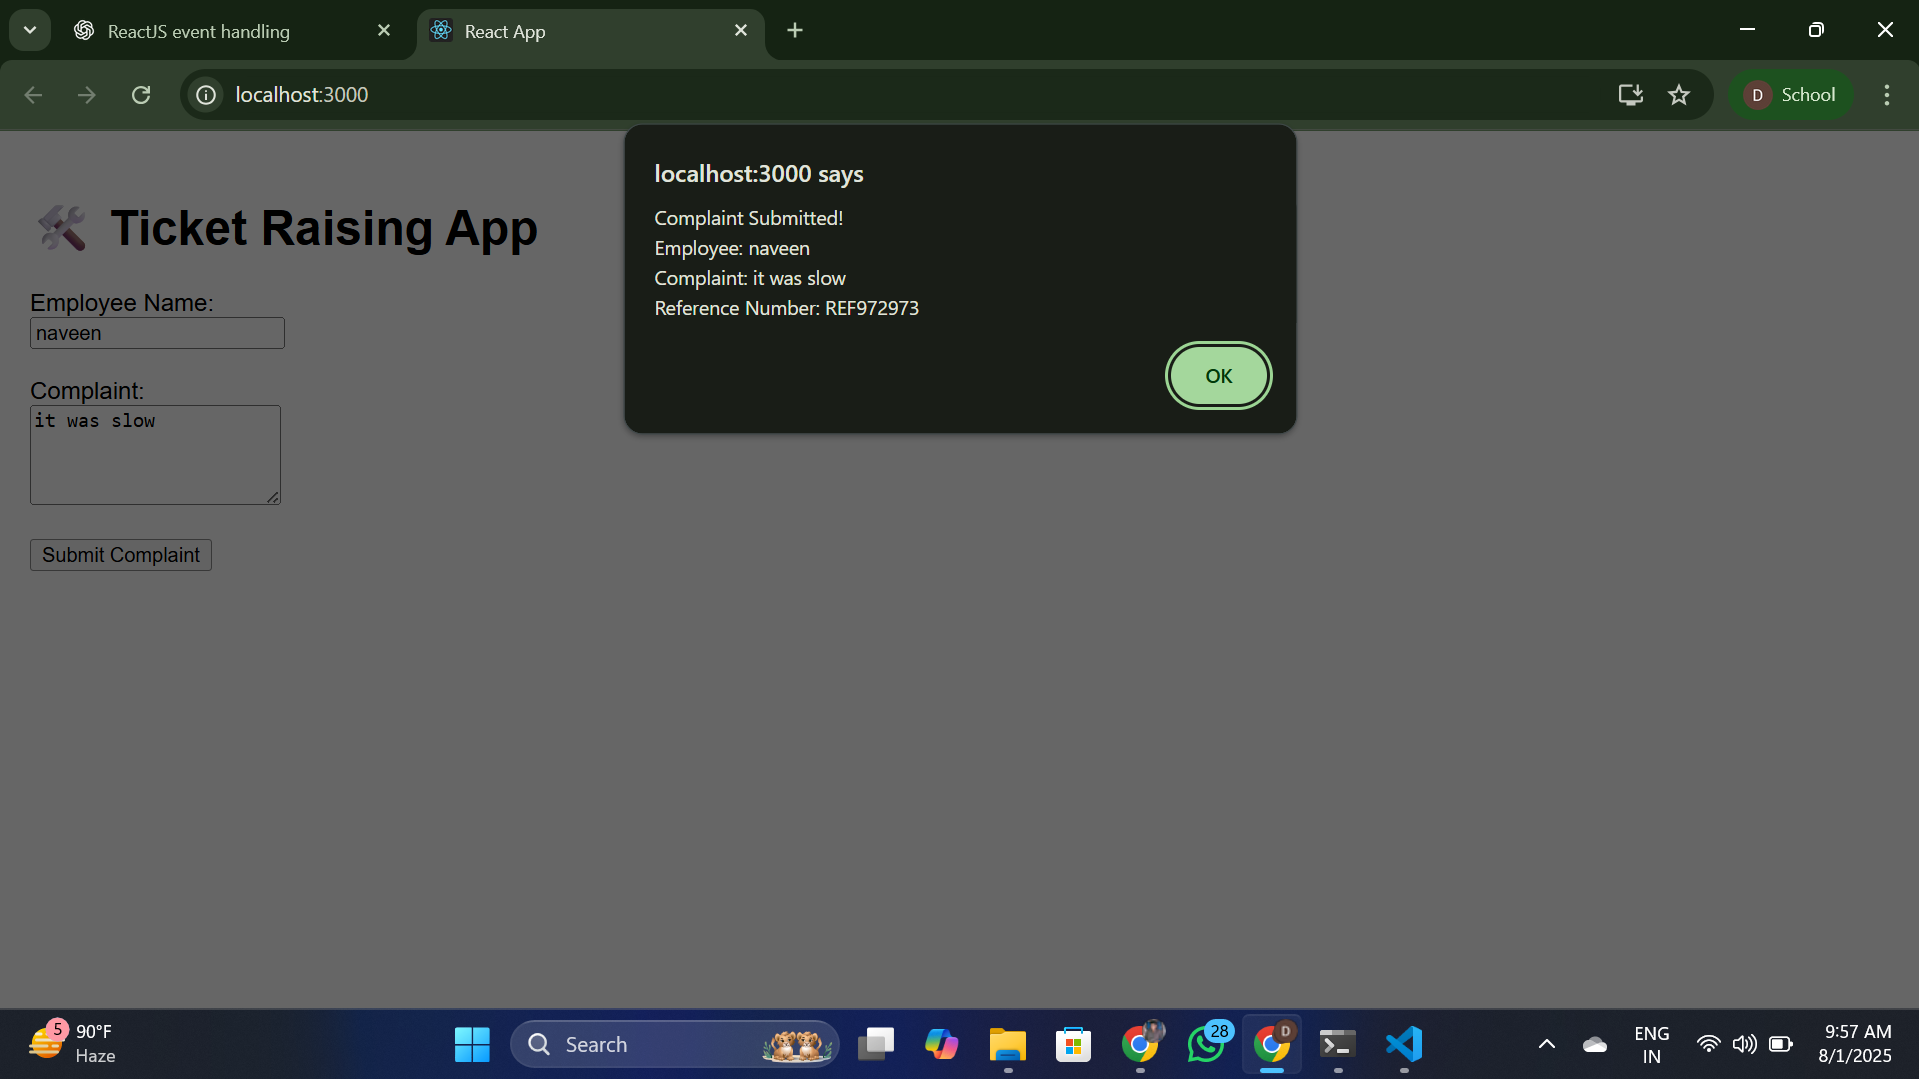 ReactJS event handling
React App
localhost:3000
D
School
localhost:3000 says
Complaint Submitted!
Employee: naveen
Complaint: it was slow
Reference Number: REF972973
OK
Ticket Raising App
Employee Name:
naveen
Complaint:
it was slow
Submit Complaint
5
90°F
Haze
Search
28
D
ENG
IN
9:57 AM
8/1/2025